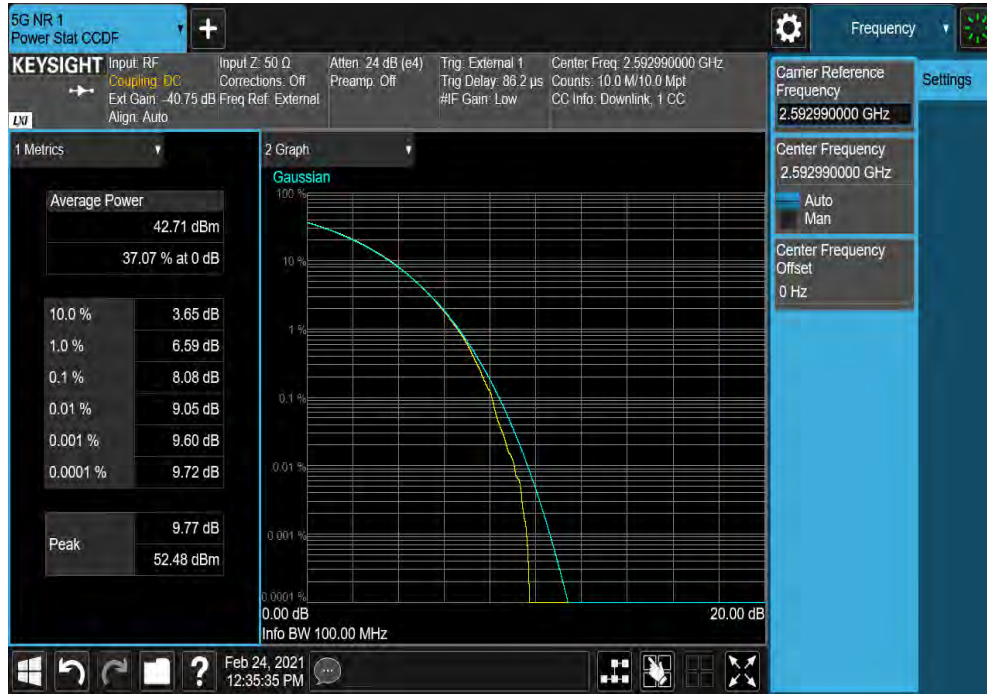 5G NR 1
Power Stat CCDF
Frequency
KEYSIGHT
LXI
Input: RF
Coupling: DC
Ext Gain: -40.75 dB
Align: Auto
Input Z: 50 Ω
Corrections: Off
Freq Ref: External
Atten: 24 dB (e4)
Preamp: Off
Trig: External 1
Trig Delay: 86.2 µs
#IF Gain: Low
Center Freq: 2.592990000 GHz
Counts: 10.0 M/10.0 Mpt
CC Info: Downlink, 1 CC
Carrier Reference
Frequency
2.592990000 GHz
Settings
Center Frequency
2.592990000 GHz
Auto
Man
Center Frequency
Offset
0 Hz
1 Metrics
Average Power
42.71 dBm
37.07 % at 0 dB
10.0 % 3.65 dB
1.0 % 6.59 dB
0.1 % 8.08 dB
0.01 % 9.05 dB
0.001 % 9.60 dB
0.0001 % 9.72 dB
Peak 9.77 dB
52.48 dBm
2 Graph
Gaussian
100 %
10 %
1 %
0.1 %
0.01 %
0.001 %
0.0001 %
0.00 dB 20.00 dB
Info BW 100.00 MHz
?
Feb 24, 2021
12:35:35 PM